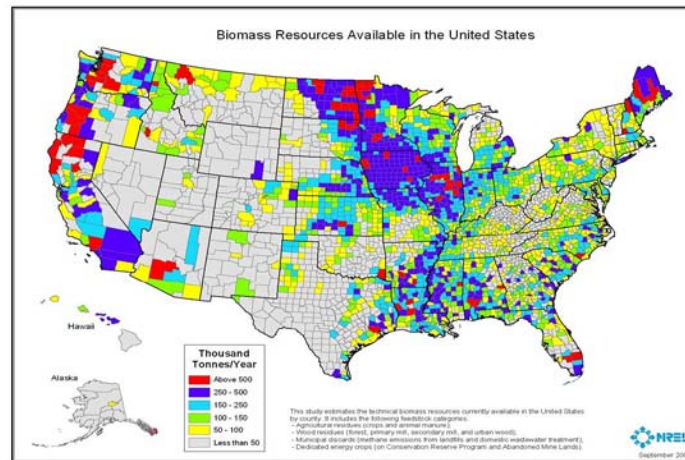 Biomass Resources Available in the United States
Hawaii
Alaska
Thousand
Tonnes/Year
Above 500
250 - 500
150 - 250
100 - 150
50 - 100
Less than 50
This study estimates the technical biomass resources currently available in the United States
by county. It includes the following feedstock categories:
- Agricultural residues (crops and animal manure);
- Wood residues (forest, primary mill, secondary mill, and urban wood);
- Municipal discards (methane emissions from landfills and domestic wastewater treatment);
- Dedicated energy crops (on Conservation Reserve Program and Abandoned Mine Lands).
NRE
September